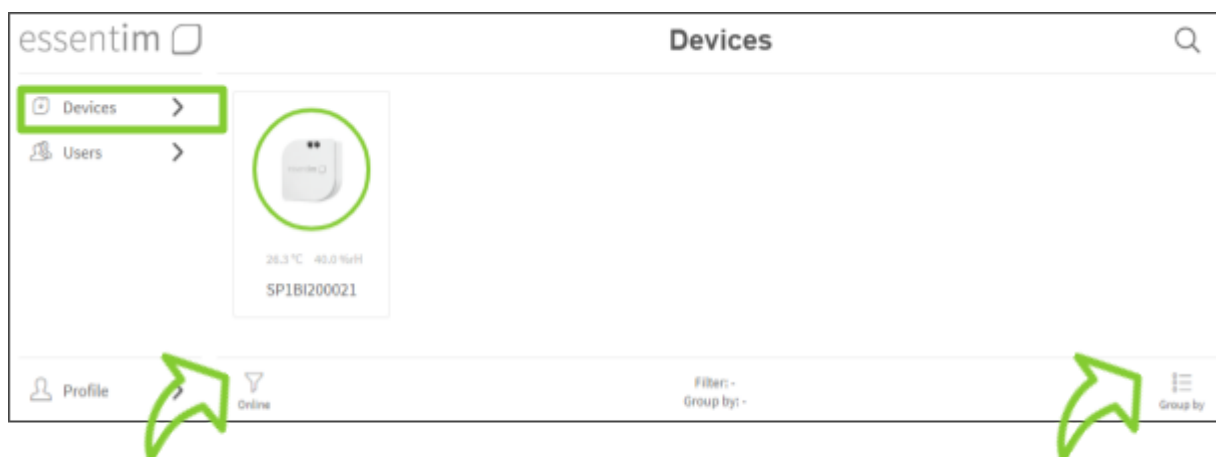 essentim
Devices
Devices
Users
26.3 °C 40.0 %rH
SP1BI200021
Profile
Online
Filter: -
Group by: -
Group by